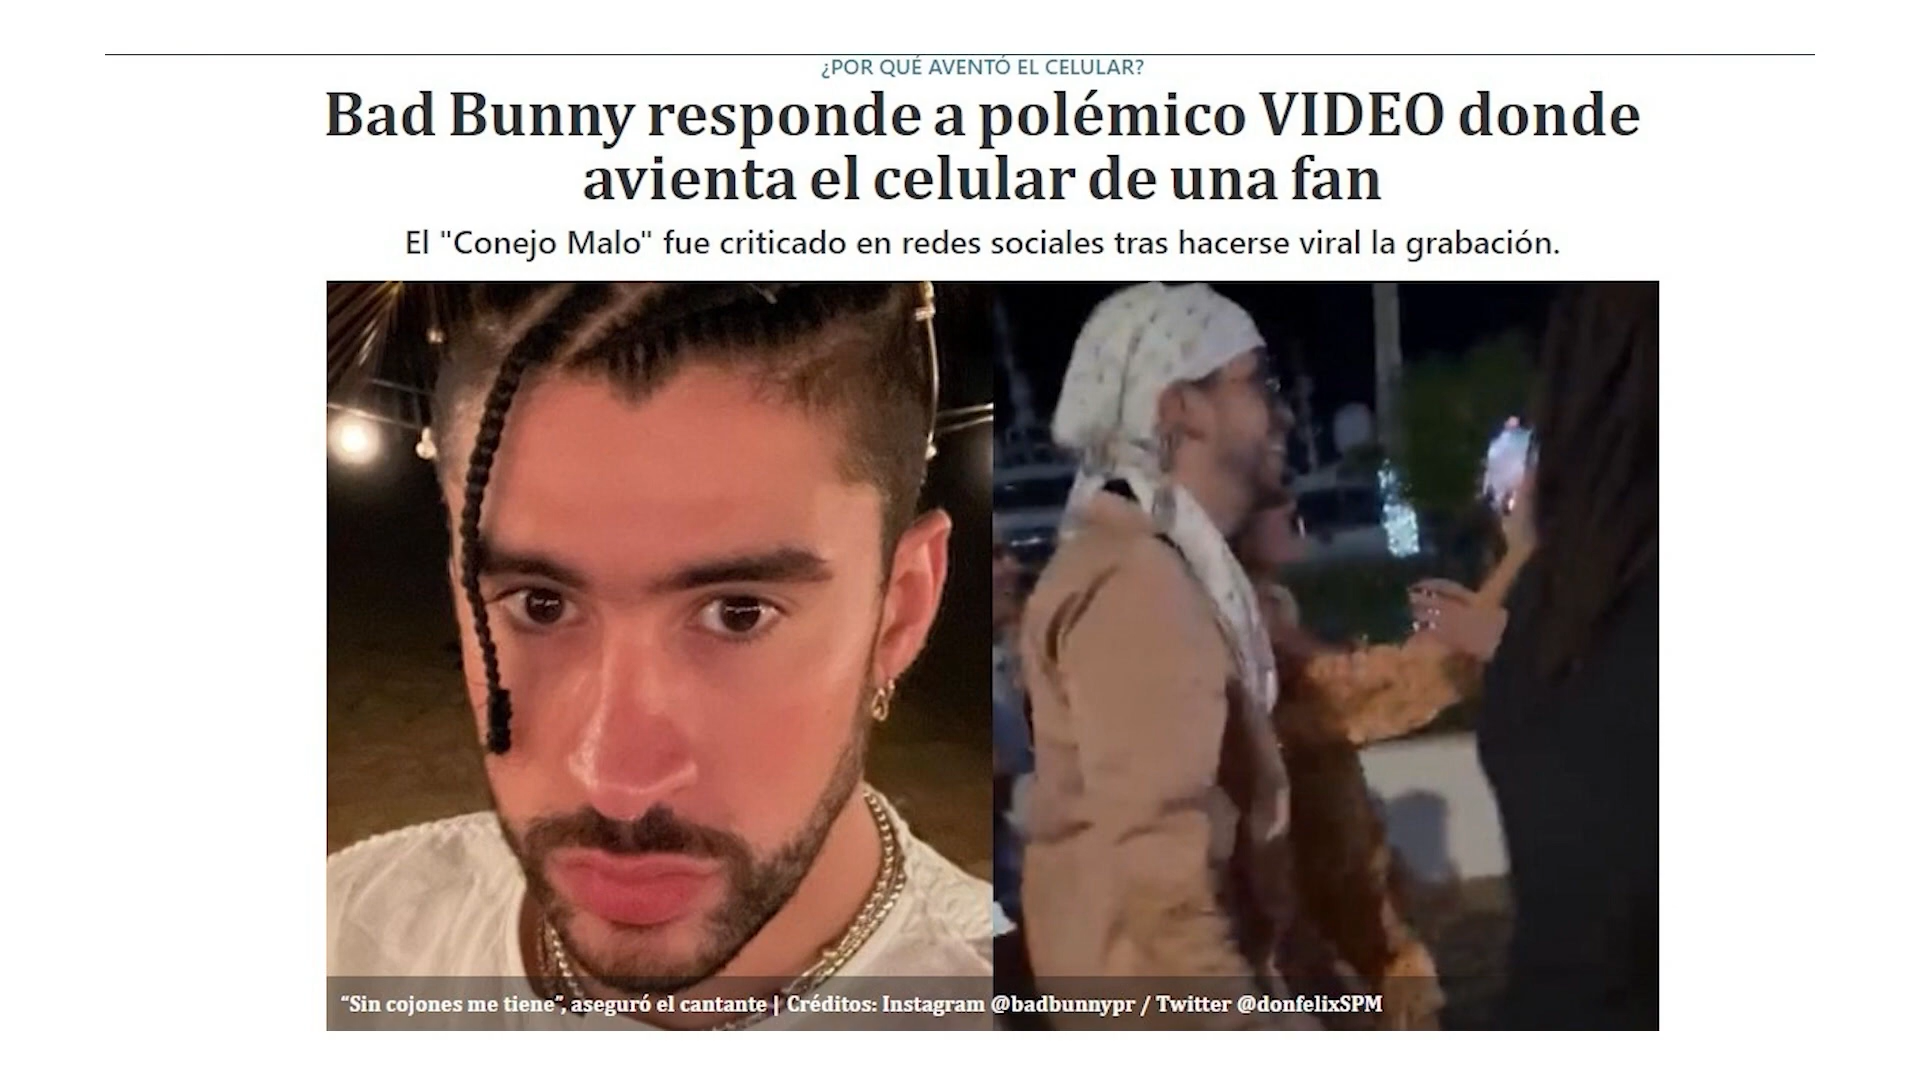 ¿POR QUÉ AVENTÓ EL CELULAR?
Bad Bunny responde a polémico VIDEO donde
avienta el celular de una fan
El "Conejo Malo" fue criticado en redes sociales tras hacerse viral la grabación.
“Sin cojones me tiene”, aseguró el cantante | Créditos: Instagram @badbunnypr / Twitter @donfelixSPM